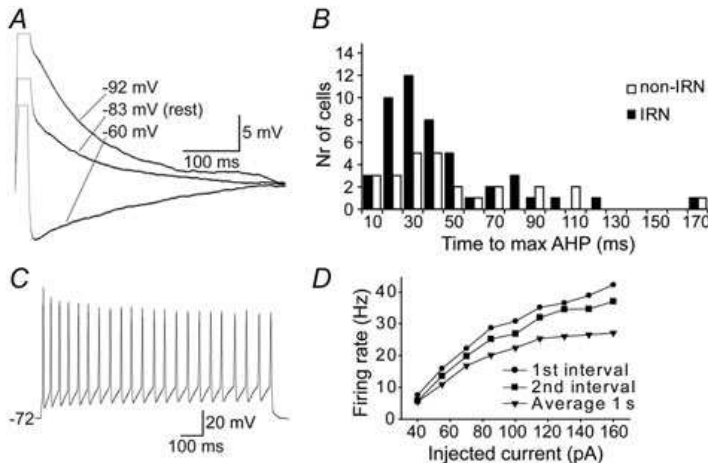 A
-92 mV
-83 mV (rest)
-60 mV
5 mV
100 ms
B
14
12
10
8
6
4
2
0
Nr of cells
non-IRN
IRN
10 30 50 70 90 110 130 150 170
Time to max AHP (ms)
C
-72
20 mV
100 ms
D
40
30
20
10
0
Firing rate (Hz)
1st interval
2nd interval
Average 1 s
40 60 80 100 120 140 160
Injected current (pA)